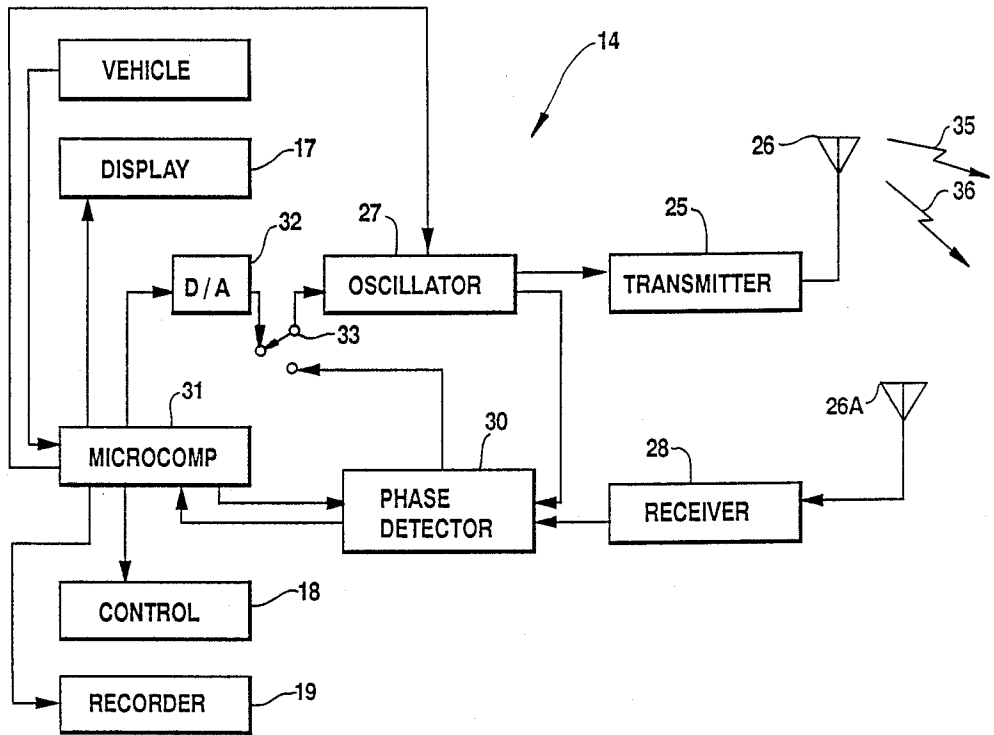 14
VEHICLE
35
26
17
DISPLAY
36
27
25
32
D/A
OSCILLATOR
TRANSMITTER
33
31
26A
30
MICROCOMP
28
PHASE
DETECTOR
RECEIVER
18
CONTROL
19
RECORDER